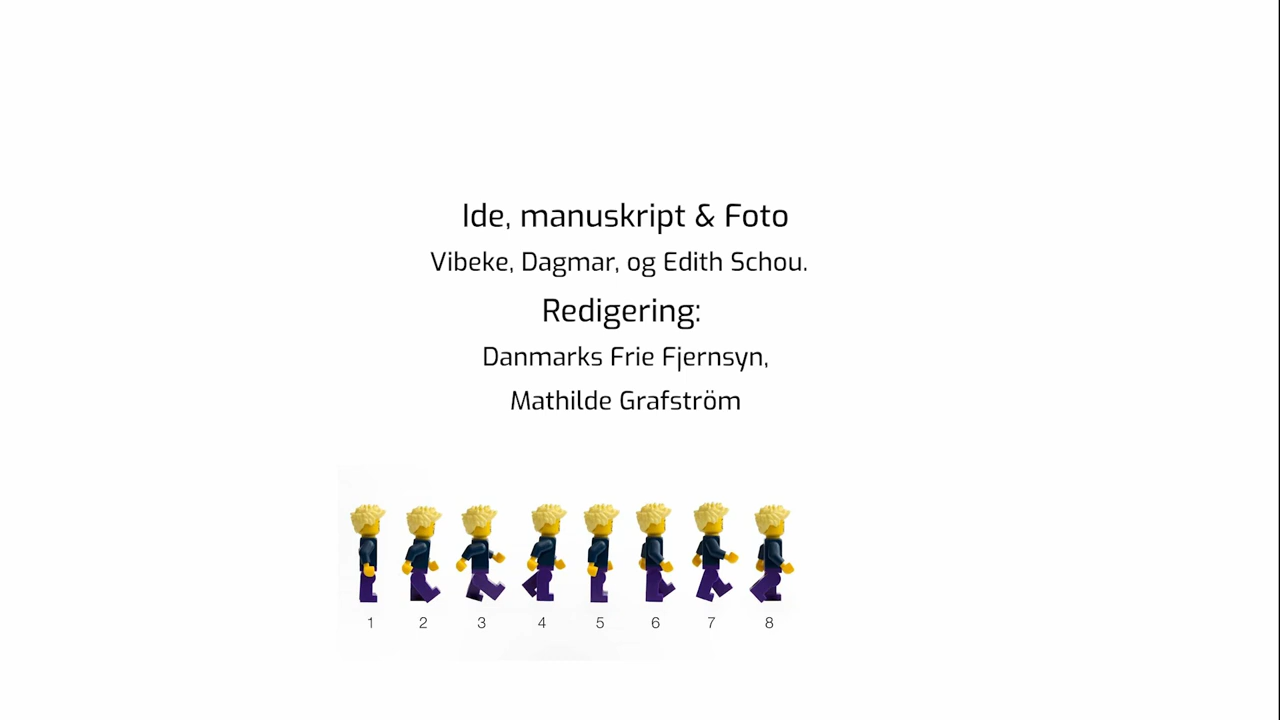 Ide, manuskript & Foto
Vibeke, Dagmar, og Edith Schou.
Redigering:
Danmarks Frie Fjernsyn,
Mathilde Grafström
1 2 3 4 5 6 7 8